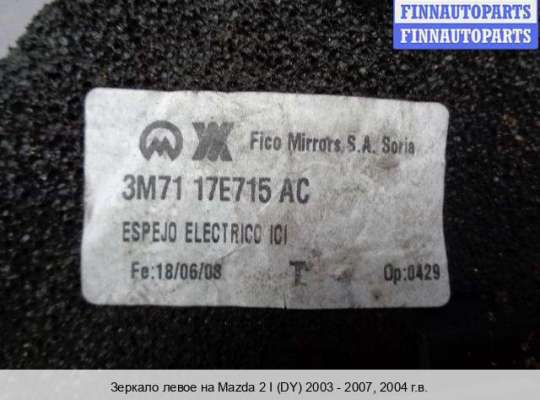 FINNAUTOPARTS
FINNAUTOPARTS
Fico Mirrors, S.A. Soria
3M71 17E715 AC
ESPEJO ELECTRICO ICI
Fe:18/06/08 T Op:0429
Зеркало левое на Mazda 2 I (DY) 2003 - 2007, 2004 г.в.